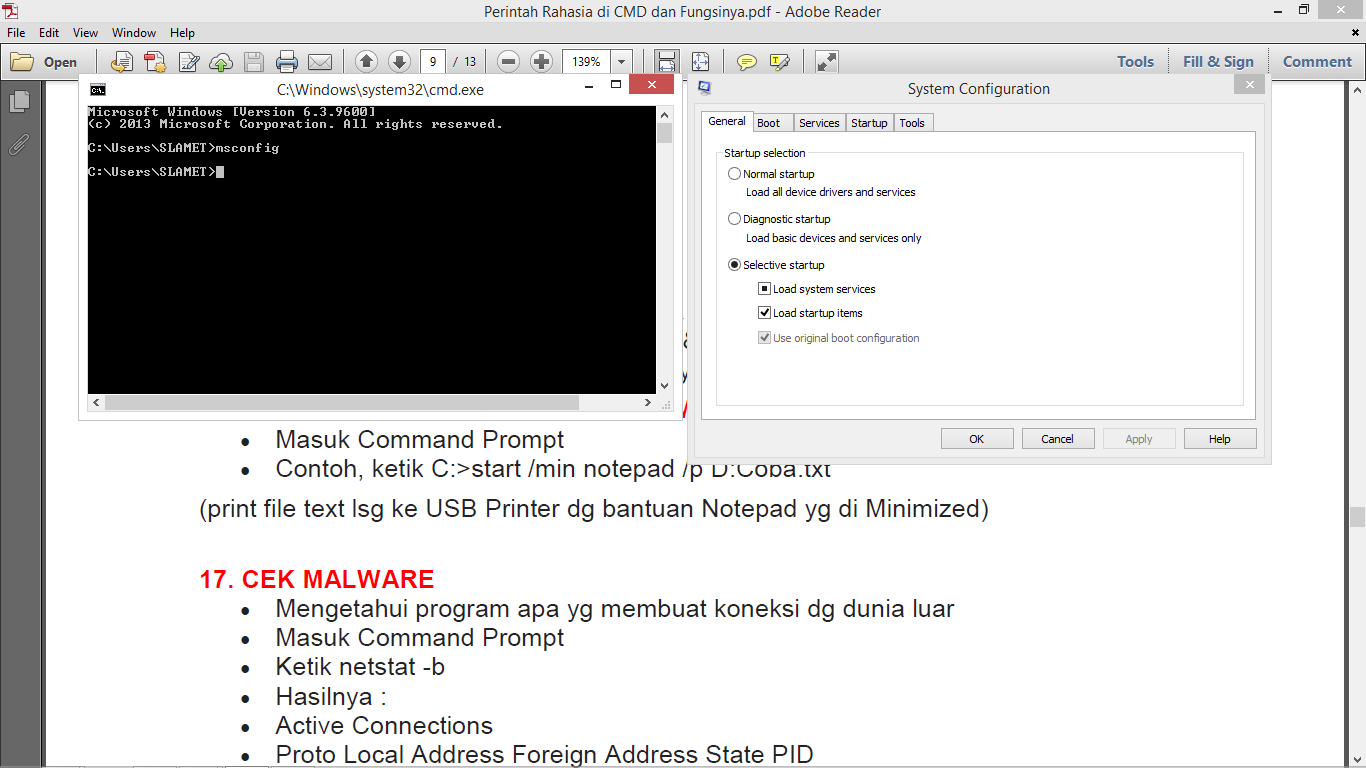 Perintah Rahasia di CMD dan Fungsinya.pdf - Adobe Reader
File Edit View Window Help
Open 9 / 13 139% Tools Fill & Sign Comment
C:\Windows\system32\cmd.exe
Microsoft Windows [Version 6.3.9600]
(c) 2013 Microsoft Corporation. All rights reserved.
C:\Users\SLAMET>msconfig
C:\Users\SLAMET>
System Configuration
General Boot Services Startup Tools
Startup selection
Normal startup
Load all device drivers and services
Diagnostic startup
Load basic devices and services only
Selective startup
Load system services
Load startup items
Use original boot configuration
OK Cancel Apply Help
• Masuk Command Prompt
• Contoh, ketik C:>start /min notepad /p D:Coba.txt
(print file text lsg ke USB Printer dg bantuan Notepad yg di Minimized)
17. CEK MALWARE
• Mengetahui program apa yg membuat koneksi dg dunia luar
• Masuk Command Prompt
• Ketik netstat -b
• Hasilnya :
• Active Connections
• Proto Local Address Foreign Address State PID